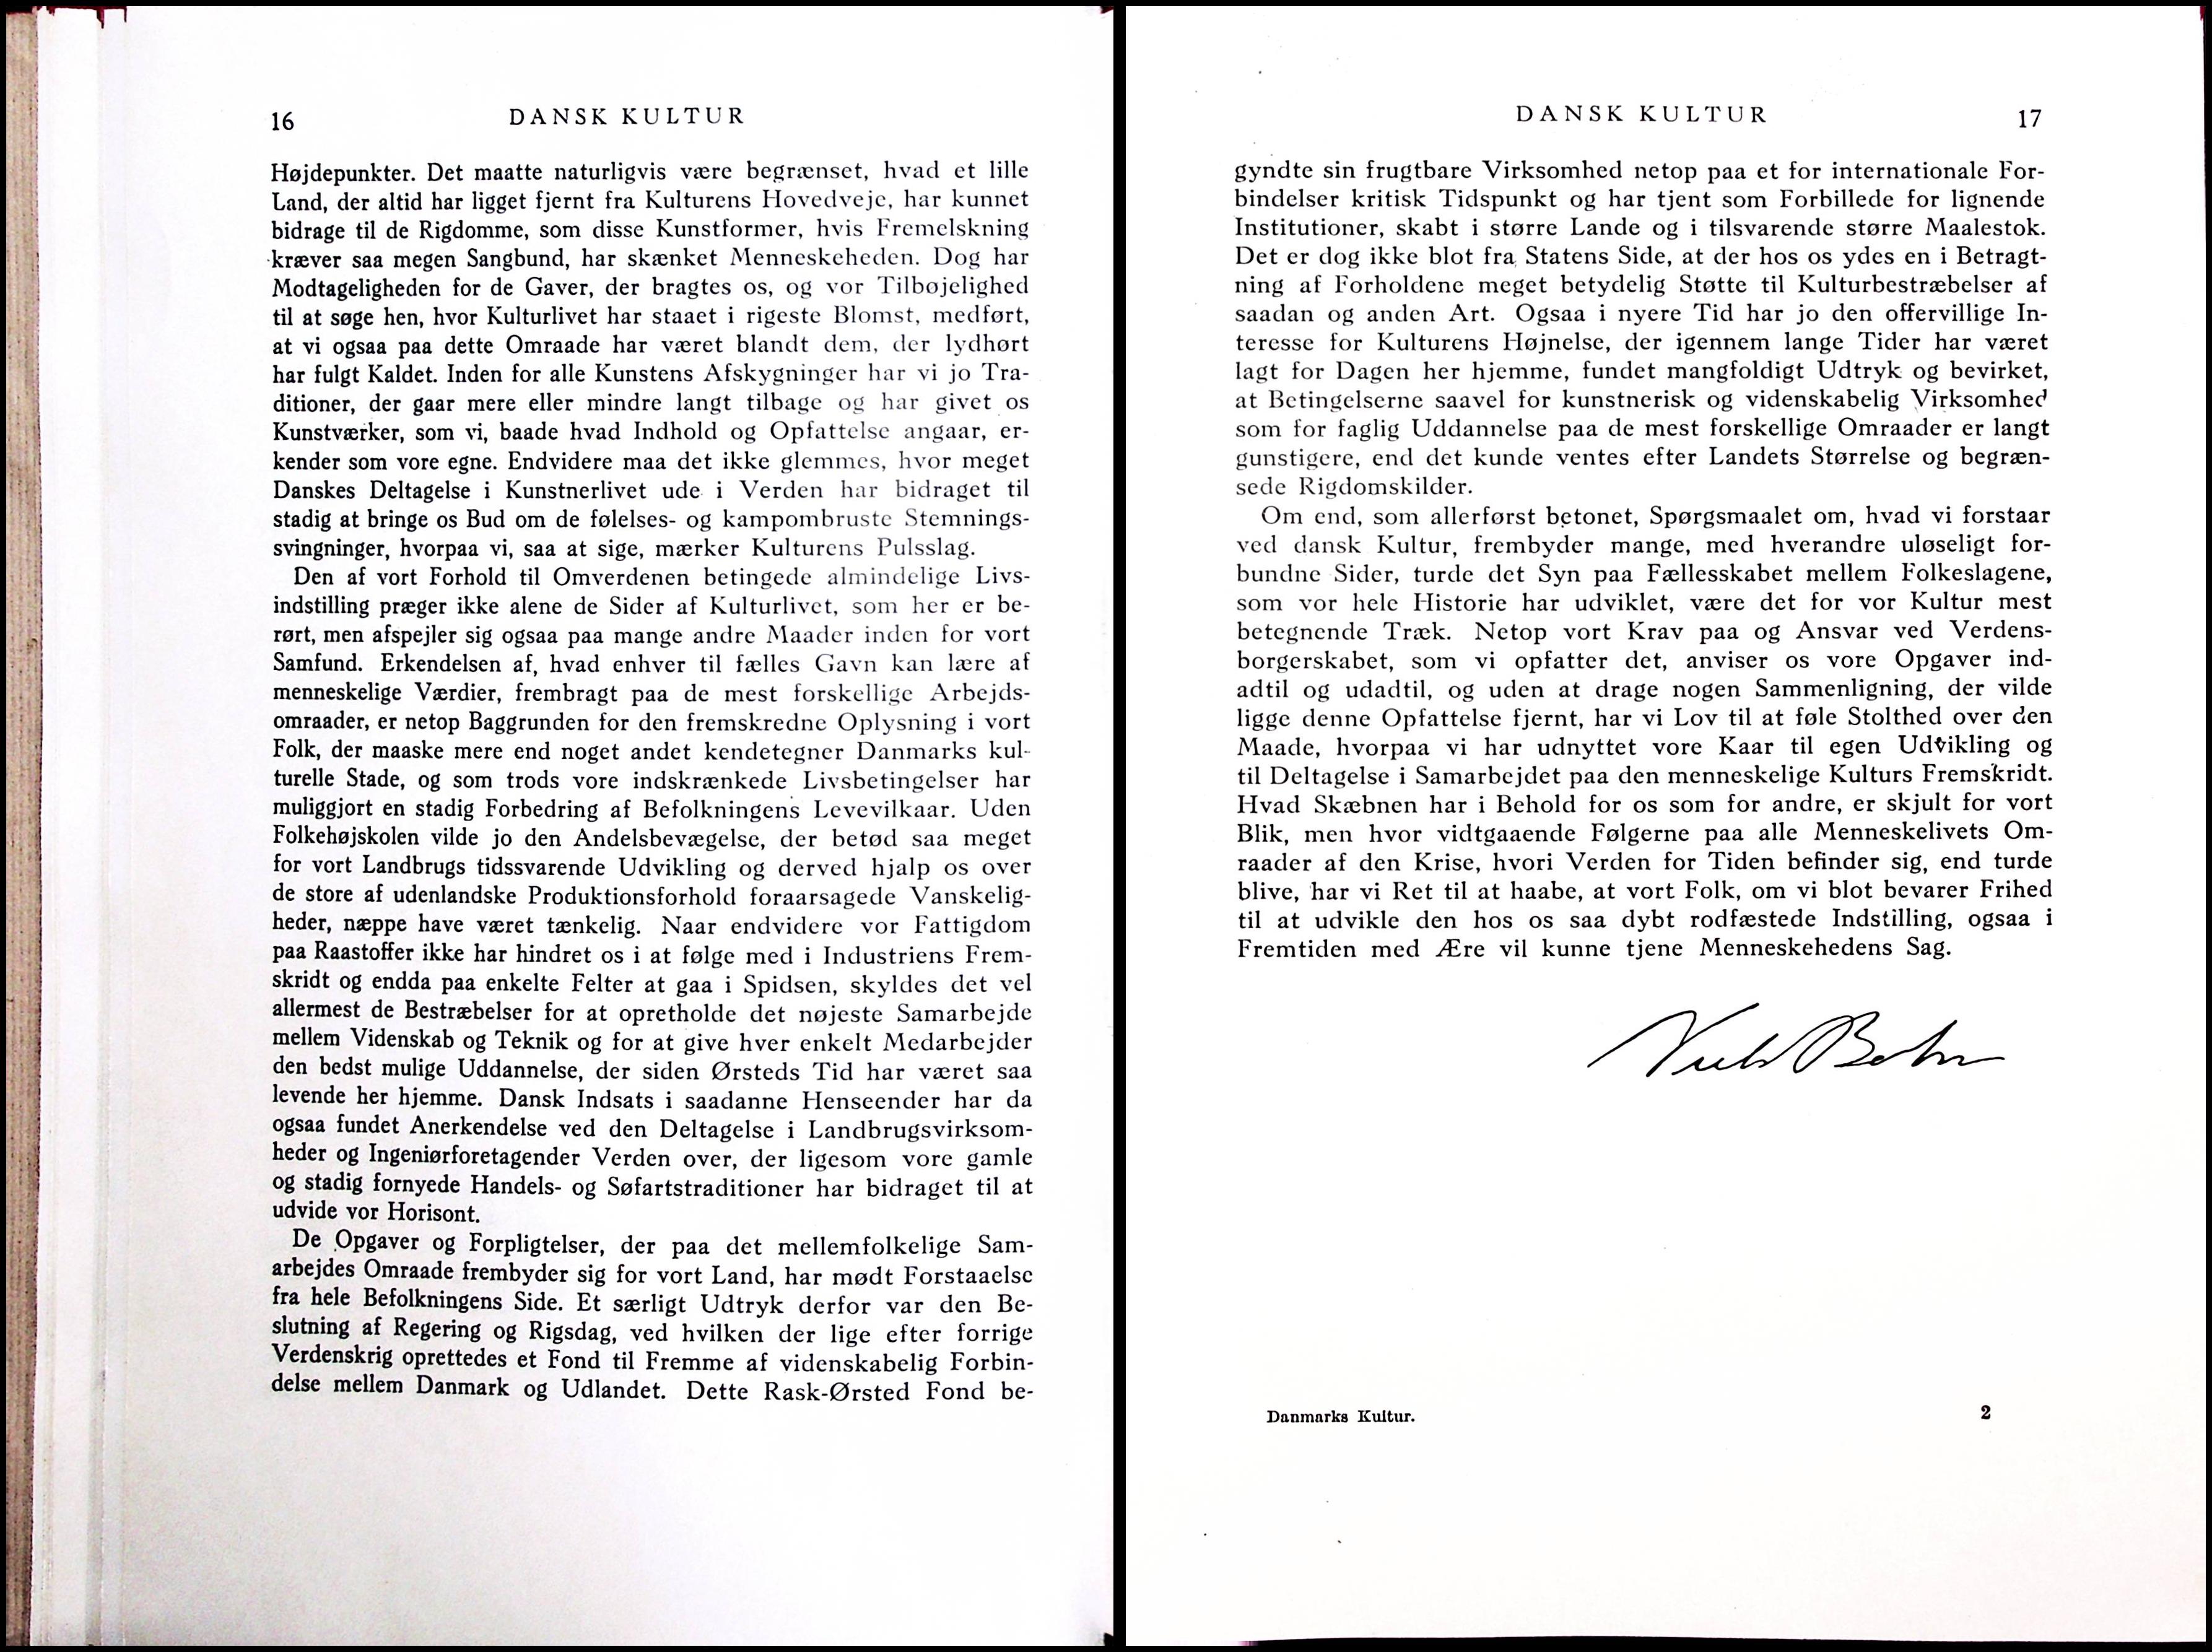 16
DANSK KULTUR
Højdepunkter. Det maatte naturligvis være begrænset, hvad et lille
Land, der altid har ligget fjernt fra Kulturens Hovedveje, har kunnet
bidrage til de Rigdomme, som disse Kunstformer, hvis Fremelskning
kræver saa megen Sangbund, har skænket Menneskeheden. Dog har
Modtageligheden for de Gaver, der bragtes os, og vor Tilbøjelighed
til at søge hen, hvor Kulturlivet har staaet i rigeste Blomst, medført,
at vi ogsaa paa dette Omraade har været blandt dem, der lydhørt
har fulgt Kaldet. Inden for alle Kunstens Afskygninger har vi jo Tra-
ditioner, der gaar mere eller mindre langt tilbage og har givet os
Kunstværker, som vi, baade hvad Indhold og Opfattelse angaar, er-
kender som vore egne. Endvidere maa det ikke glemmes, hvor meget
Danskes Deltagelse i Kunstnerlivet ude i Verden har bidraget til
stadig at bringe os Bud om de følelses- og kampombruste Stemnings-
svingninger, hvorpaa vi, saa at sige, mærker Kulturens Pulsslag.
Den af vort Forhold til Omverdenen betingede almindelige Livs-
indstilling præger ikke alene de Sider af Kulturlivet, som her er be-
rørt, men afspejler sig ogsaa paa mange andre Maader inden for vort
Samfund. Erkendelsen af, hvad enhver til fælles Gavn kan lære af
menneskelige Værdier, frembragt paa de mest forskellige Arbejds-
omraader, er netop Baggrunden for den fremskredne Oplysning i vort
Folk, der maaske mere end noget andet kendetegner Danmarks kul-
turelle Stade, og som trods vore indskrænkede Livsbetingelser har
muliggjort en stadig Forbedring af Befolkningens Levevilkaar. Uden
Folkehøjskolen vilde jo den Andelsbevægelse, der betød saa meget
for vort Landbrugs tidssvarende Udvikling og derved hjalp os over
de store af udenlandske Produktionsforhold foraarsagede Vanskelig-
heder, næppe have været tænkelig. Naar endvidere vor Fattigdom
paa Raastoffer ikke har hindret os i at følge med i Industriens Frem-
skridt og endda paa enkelte Felter at gaa i Spidsen, skyldes det vel
allermest de Bestræbelser for at opretholde det nøjeste Samarbejde
mellem Videnskab og Teknik og for at give hver enkelt Medarbejder
den bedst mulige Uddannelse, der siden Ørsteds Tid har været saa
levende her hjemme. Dansk Indsats i saadanne Henseender har da
ogsaa fundet Anerkendelse ved den Deltagelse i Landbrugsvirksom-
heder og Ingeniørforetagender Verden over, der ligesom vore gamle
og stadig fornyede Handels- og Søfartstraditioner har bidraget til at
udvide vor Horisont.
De Opgaver og Forpligtelser, der paa det mellemfolkelige Sam-
arbejdes Omraade frembyder sig for vort Land, har mødt Forstaaelse
fra hele Befolkningens Side. Et særligt Udtryk derfor var den Be-
slutning af Regering og Rigsdag, ved hvilken der lige efter forrige
Verdenskrig oprettedes et Fond til Fremme af videnskabelig Forbin-
delse mellem Danmark og Udlandet. Dette Rask-Ørsted Fond be-
DANSK KULTUR
17
gyndte sin frugtbare Virksomhed netop paa et for internationale For-
bindelser kritisk Tidspunkt og har tjent som Forbillede for lignende
Institutioner, skabt i større Lande og i tilsvarende større Maalestok.
Det er dog ikke blot fra Statens Side, at der hos os ydes en i Betragt-
ning af Forholdene meget betydelig Støtte til Kulturbestræbelser af
saadan og anden Art. Ogsaa i nyere Tid har jo den offervillige In-
teresse for Kulturens Højnelse, der igennem lange Tider har været
lagt for Dagen her hjemme, fundet mangfoldigt Udtryk og bevirket,
at Betingelserne saavel for kunstnerisk og videnskabelig Virksomhed
som for faglig Uddannelse paa de mest forskellige Omraader er langt
gunstigere, end det kunde ventes efter Landets Størrelse og begræn-
sede Rigdomskilder.
Om end, som allerførst betonet, Spørgsmaalet om, hvad vi forstaar
ved dansk Kultur, frembyder mange, med hverandre uløseligt for-
bundne Sider, turde det Syn paa Fællesskabet mellem Folkeslagene,
som vor hele Historie har udviklet, være det for vor Kultur mest
betegnende Træk. Netop vort Krav paa og Ansvar ved Verdens-
borgerskabet, som vi opfatter det, anviser os vore Opgaver ind-
adtil og udadtil, og uden at drage nogen Sammenligning, der vilde
ligge denne Opfattelse fjernt, har vi Lov til at føle Stolthed over den
Maade, hvorpaa vi har udnyttet vore Kaar til egen Udvikling og
til Deltagelse i Samarbejdet paa den menneskelige Kulturs Fremskridt.
Hvad Skæbnen har i Behold for os som for andre, er skjult for vort
Blik, men hvor vidtgaaende Følgerne paa alle Menneskelivets Om-
raader af den Krise, hvori Verden for Tiden befinder sig, end turde
blive, har vi Ret til at haabe, at vort Folk, om vi blot bevarer Frihed
til at udvikle den hos os saa dybt rodfæstede Indstilling, ogsaa i
Fremtiden med Ære vil kunne tjene Menneskehedens Sag.
Niels Bohr
Danmarks Kultur.
2